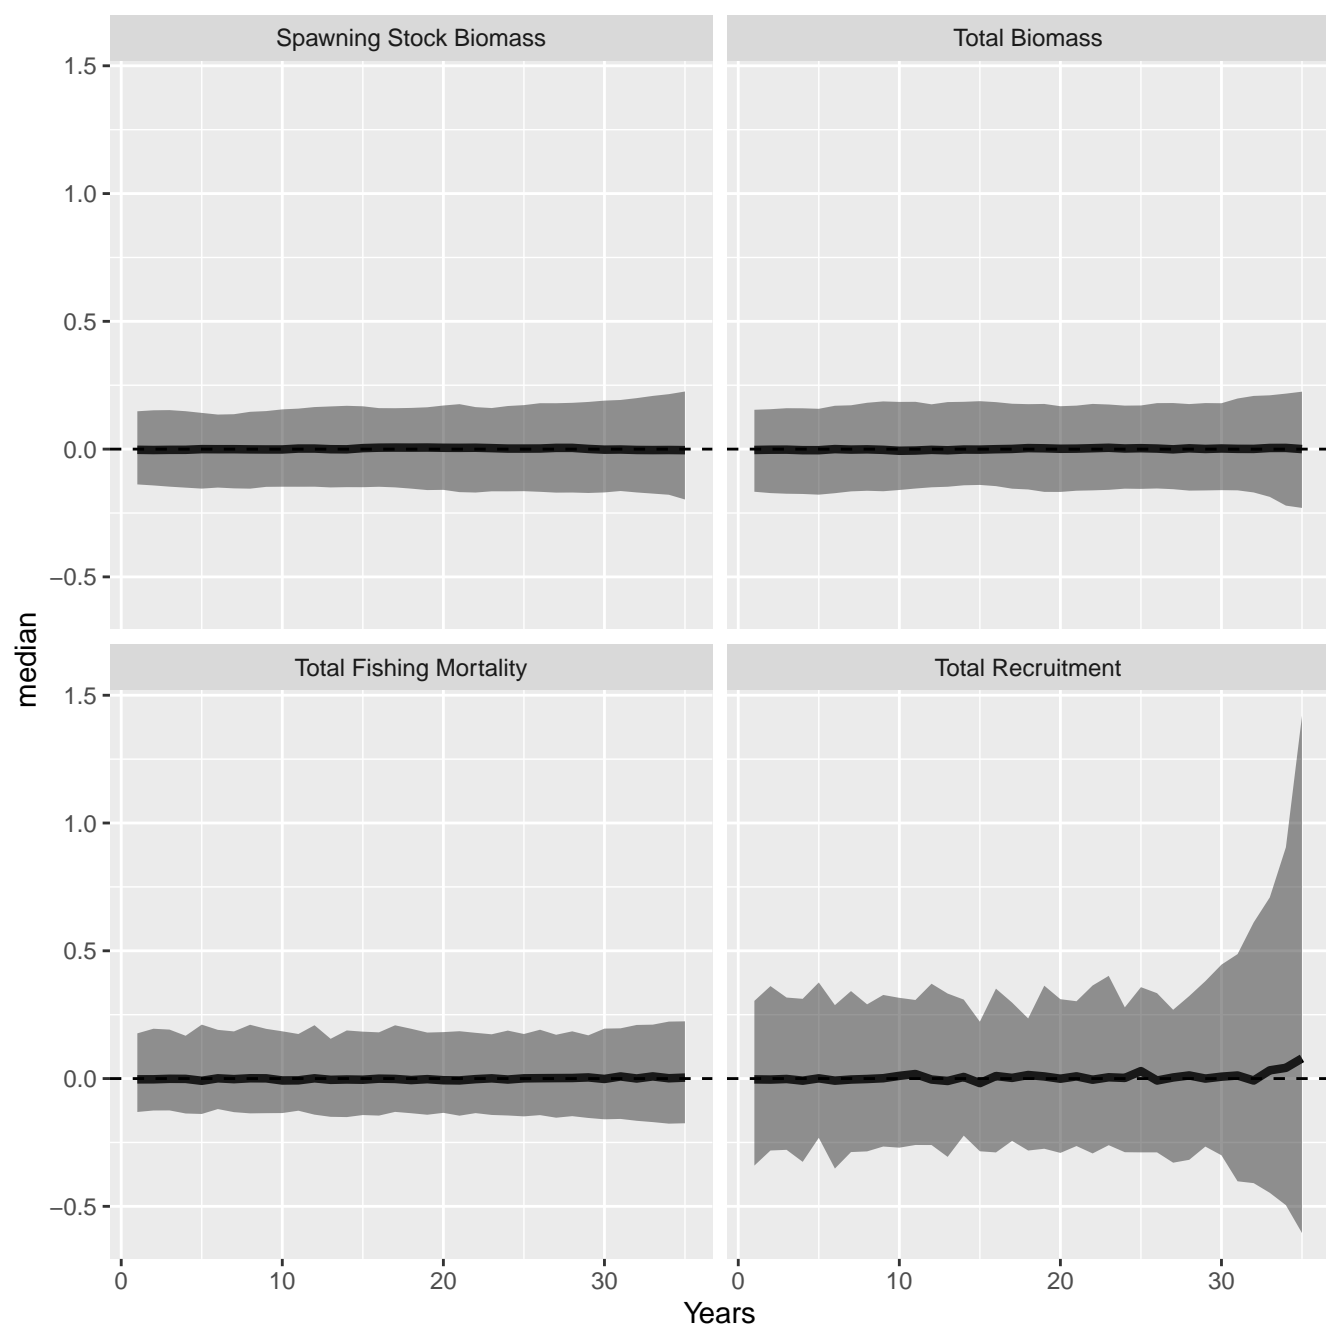 Spawning Stock Biomass
Total Biomass
1.5
1.0
0.5
0.0
−0.5
median
Total Fishing Mortality
Total Recruitment
1.5
1.0
0.5
0.0
−0.5
0 10 20 30
0 10 20 30
Years